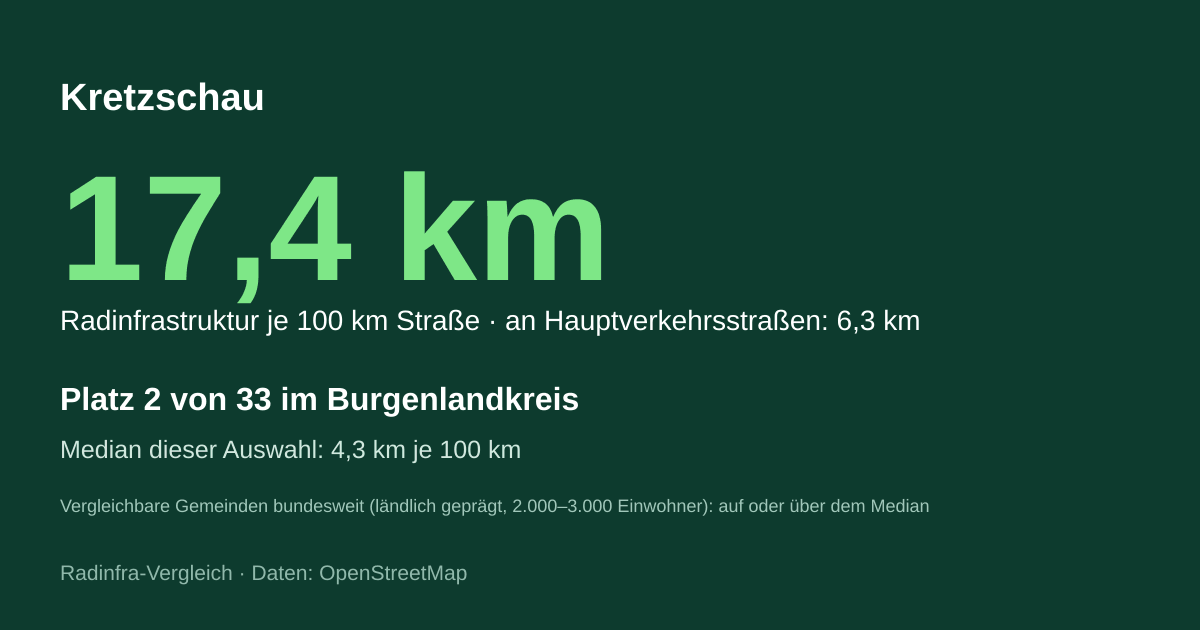 Kretzschau
17,4 km
Radinfrastruktur je 100 km Straße · an Hauptverkehrsstraßen: 6,3 km
Platz 2 von 33 im Burgenlandkreis
Median dieser Auswahl: 4,3 km je 100 km
Vergleichbare Gemeinden bundesweit (ländlich geprägt, 2.000–3.000 Einwohner): auf oder über dem Median
Radinfra-Vergleich · Daten: OpenStreetMap